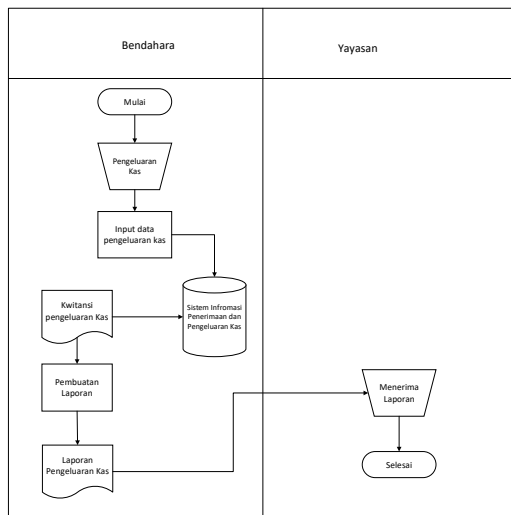 Bendahara
Yayasan
Mulai
Pengeluaran
Kas
Input data
pengeluaran kas
Kwitansi
pengeluaran Kas
Sistem Infromasi
Penerimaan dan
Pengeluaran Kas
Pembuatan
Laporan
Menerima
Laporan
Laporan
Pengeluaran Kas
Selesai